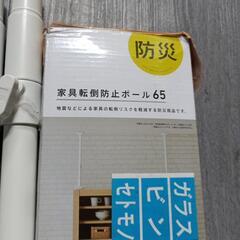 防災
家具転倒防止ポール65
地震などによる家具の転倒リスクを軽減する防災商品です。
ガラス
ビン
セトモノ